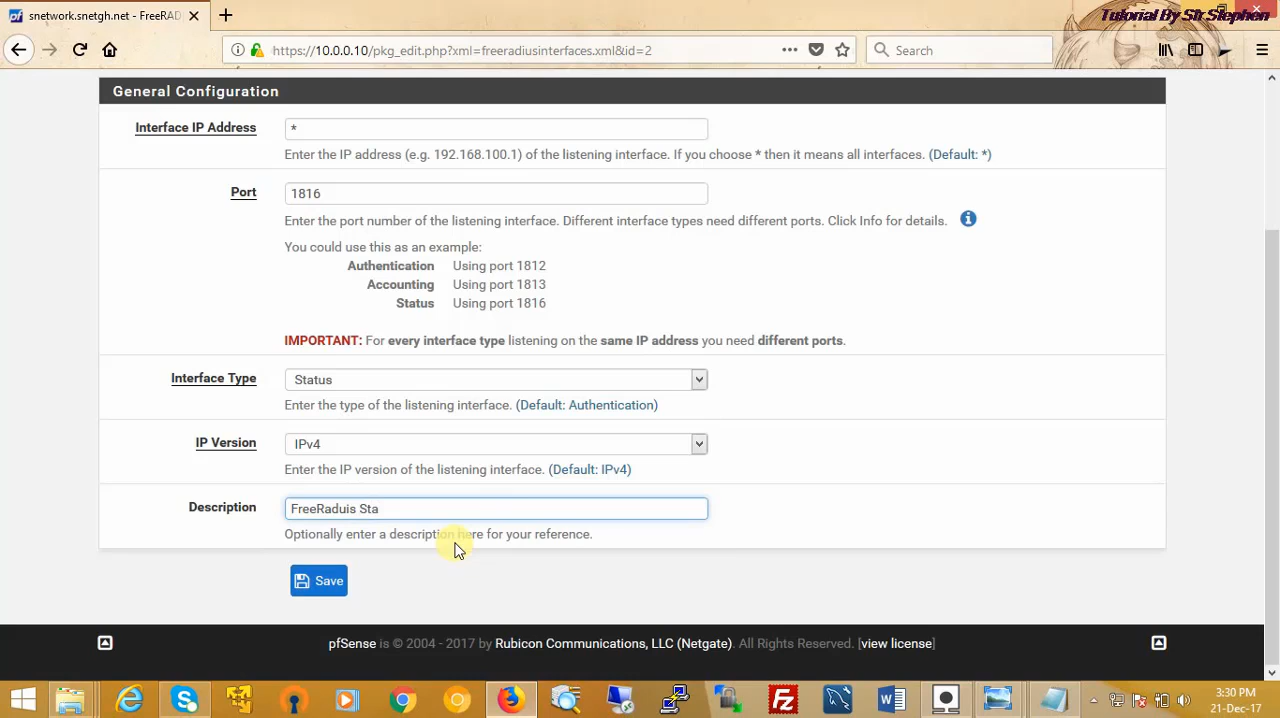 snetwork.snetgh.net - FreeRAD
Tutorial By Sir Stephen
https://10.0.0.10/pkg_edit.php?xml=freeradiusinterfaces.xml&id=2
Search
General Configuration
Interface IP Address
*
Enter the IP address (e.g. 192.168.100.1) of the listening interface. If you choose * then it means all interfaces. (Default: *)
Port
1816
Enter the port number of the listening interface. Different interface types need different ports. Click Info for details.
You could use this as an example:
Authentication Using port 1812
Accounting Using port 1813
Status Using port 1816
IMPORTANT: For every interface type listening on the same IP address you need different ports.
Interface Type
Status
Enter the type of the listening interface. (Default: Authentication)
IP Version
IPv4
Enter the IP version of the listening interface. (Default: IPv4)
Description
FreeRaduis Sta
Optionally enter a description here for your reference.
Save
pfSense is © 2004 - 2017 by Rubicon Communications, LLC (Netgate). All Rights Reserved. [view license]
3:30 PM
21-Dec-17